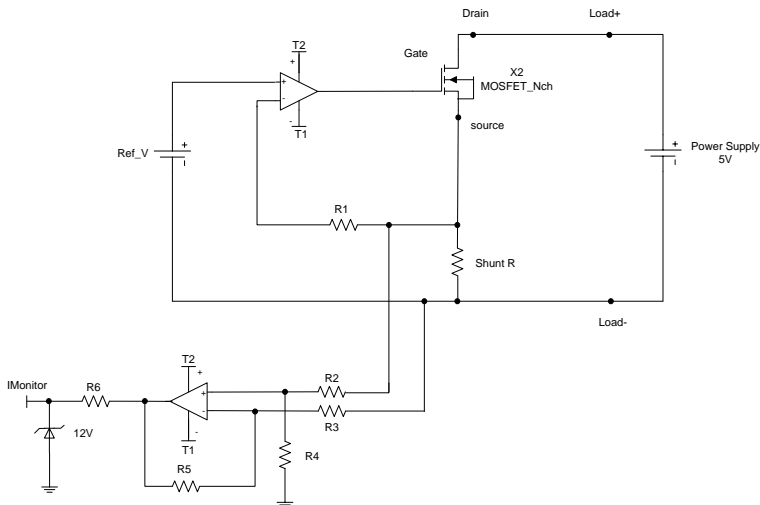 Drain
Load+
T2
Gate
+
X2
MOSFET_Nch
+
-
-
T1
source
Ref_V
+
Power Supply
5V
+
R1
Shunt R
Load-
T2
+
IMonitor
R6
R2
+
-
R3
12V
-
T1
R4
R5